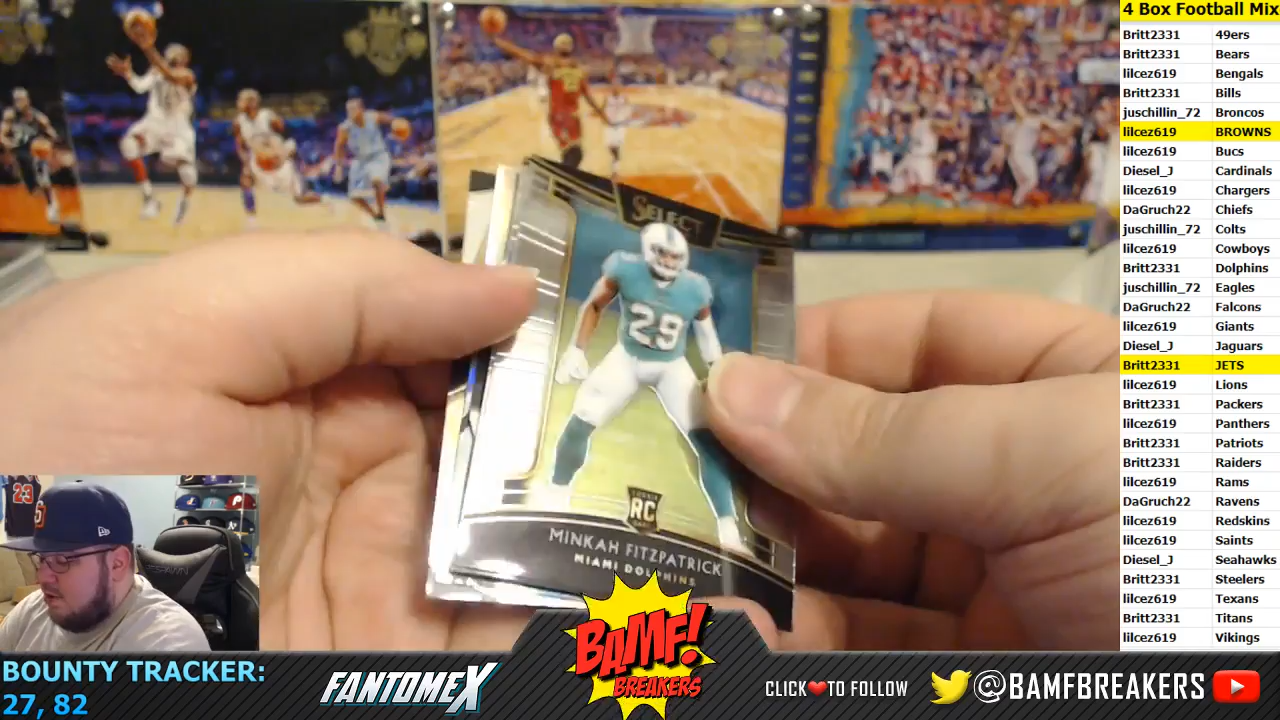 4 Box Football Mix
Britt2331 49ers
Britt2331 Bears
lilcez619 Bengals
Britt2331 Bills
juschillin_72 Broncos
lilcez619 BROWNS
lilcez619 Bucs
Diesel_J Cardinals
lilcez619 Chargers
DaGruch22 Chiefs
juschillin_72 Colts
lilcez619 Cowboys
Britt2331 Dolphins
juschillin_72 Eagles
DaGruch22 Falcons
lilcez619 Giants
Diesel_J Jaguars
Britt2331 JETS
lilcez619 Lions
Britt2331 Packers
lilcez619 Panthers
Britt2331 Patriots
Britt2331 Raiders
lilcez619 Rams
DaGruch22 Ravens
lilcez619 Redskins
lilcez619 Saints
Diesel_J Seahawks
Britt2331 Steelers
lilcez619 Texans
Britt2331 Titans
lilcez619 Vikings
SELECT
29
RC
MINKAH FITZPATRICK
MIAMI DOLPHINS
23
BOUNTY TRACKER:
27, 82
FANTOMEX
BAMF!
BREAKERS
CLICK❤TO FOLLOW
@BAMFBREAKERS